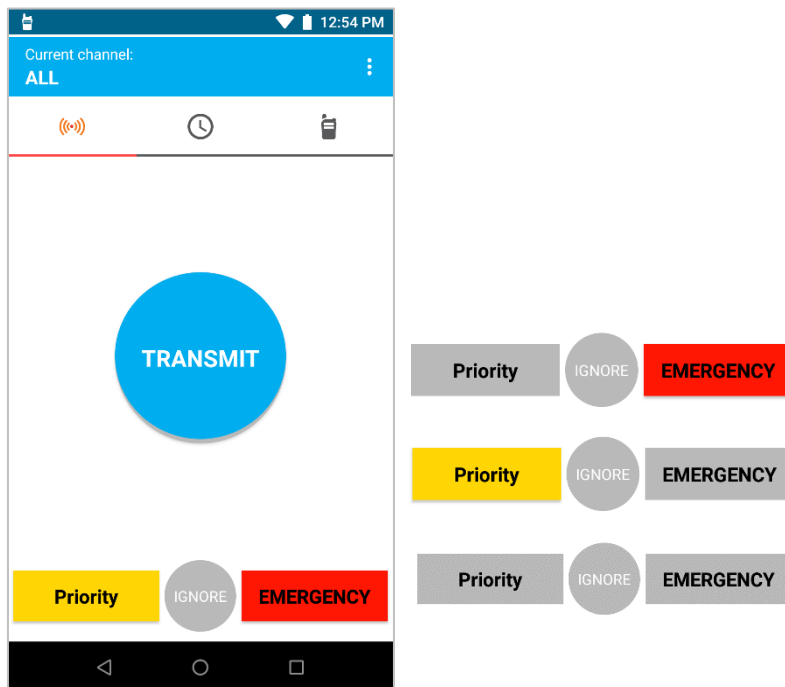 12:54 PM
Current channel:
ALL
TRANSMIT
Priority IGNORE EMERGENCY
Priority IGNORE EMERGENCY
Priority IGNORE EMERGENCY
Priority IGNORE EMERGENCY